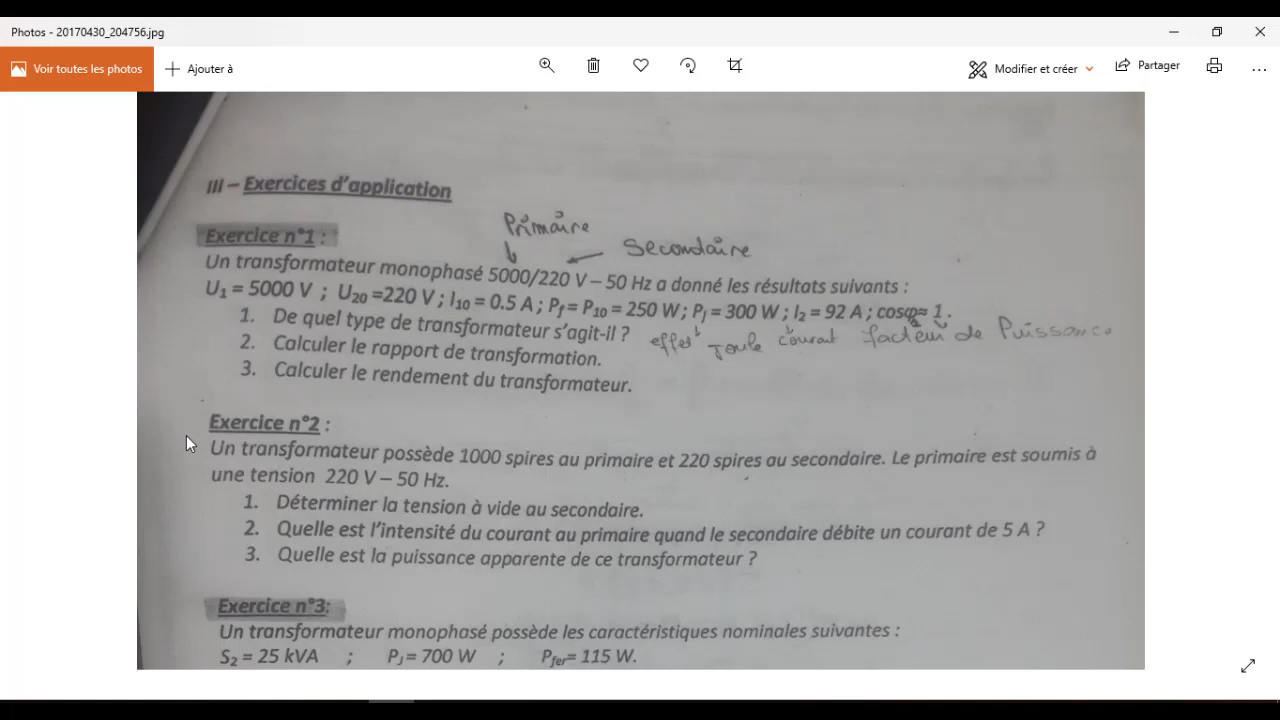 Photos - 20170430_204756.jpg
Voir toutes les photos
Ajouter à
Modifier et créer
Partager
III – Exercices d'application
Primaire
Exercice n°1 :
Secondaire
Un transformateur monophasé 5000/220 V – 50 Hz a donné les résultats suivants :
U₁ = 5000 V ; U₂₀ =220 V ; I₁₀ = 0.5 A ; Pf = P₁₀ = 250 W ; Pj = 300 W ; I₂ = 92 A ; cosφ≈ 1 .
1. De quel type de transformateur s'agit-il ?
effet Joule courant facteur de Puissance
2. Calculer le rapport de transformation.
3. Calculer le rendement du transformateur.
Exercice n°2 :
Un transformateur possède 1000 spires au primaire et 220 spires au secondaire. Le primaire est soumis à
une tension 220 V – 50 Hz.
1. Déterminer la tension à vide au secondaire.
2. Quelle est l'intensité du courant au primaire quand le secondaire débite un courant de 5 A ?
3. Quelle est la puissance apparente de ce transformateur ?
Exercice n°3:
Un transformateur monophasé possède les caractéristiques nominales suivantes :
S₂ = 25 kVA ; PJ = 700 W ; Pfer= 115 W.